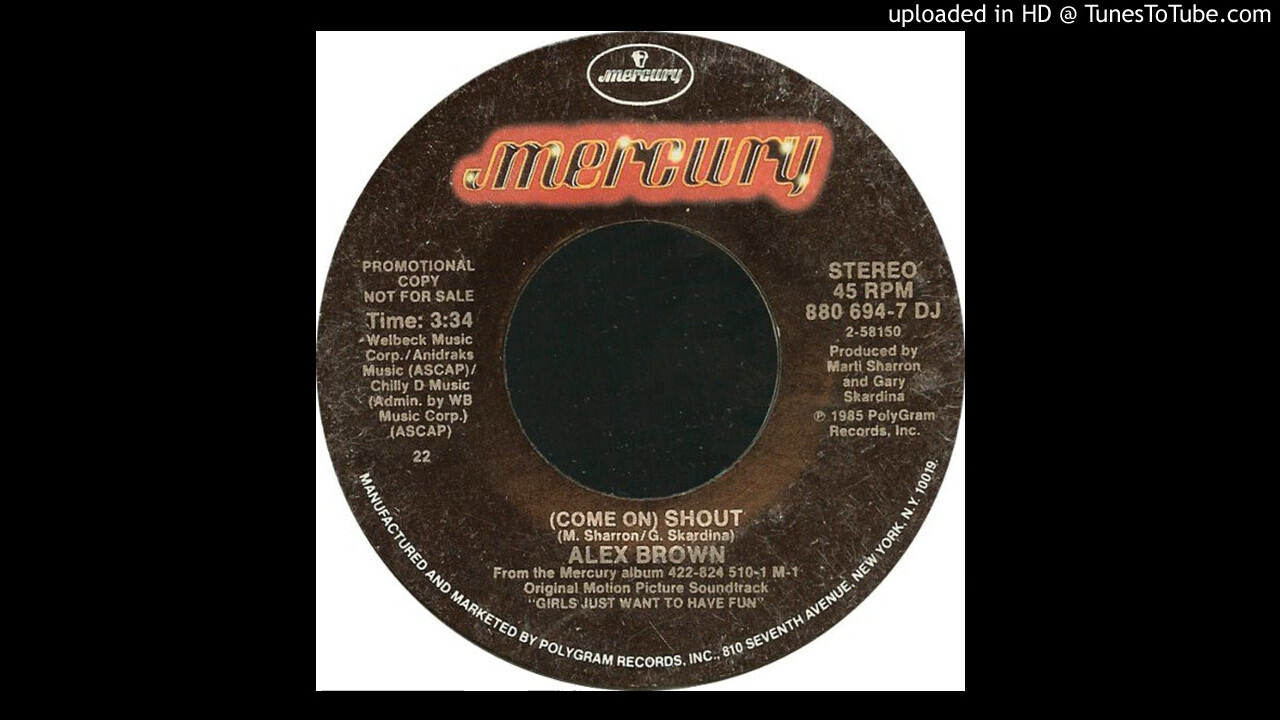 uploaded in HD @ TunesToTube.com
mercury
mercury
PROMOTIONAL
COPY
NOT FOR SALE
Time: 3:34
Welbeck Music
Corp./Anidraks
Music (ASCAP)/
Chilly D Music
(Admin. by WB
Music Corp.)
(ASCAP)
22
STEREO
45 RPM
880 694-7 DJ
2-58150
Produced by
Marti Sharron
and Gary
Skardina
℗ 1985 PolyGram
Records, Inc.
(COME ON) SHOUT
(M. Sharron/G. Skardina)
ALEX BROWN
From the Mercury album 422-824 510-1 M-1
Original Motion Picture Soundtrack
"GIRLS JUST WANT TO HAVE FUN"
MANUFACTURED AND MARKETED BY POLYGRAM RECORDS, INC., 810 SEVENTH AVENUE, NEW YORK, N.Y. 10019.